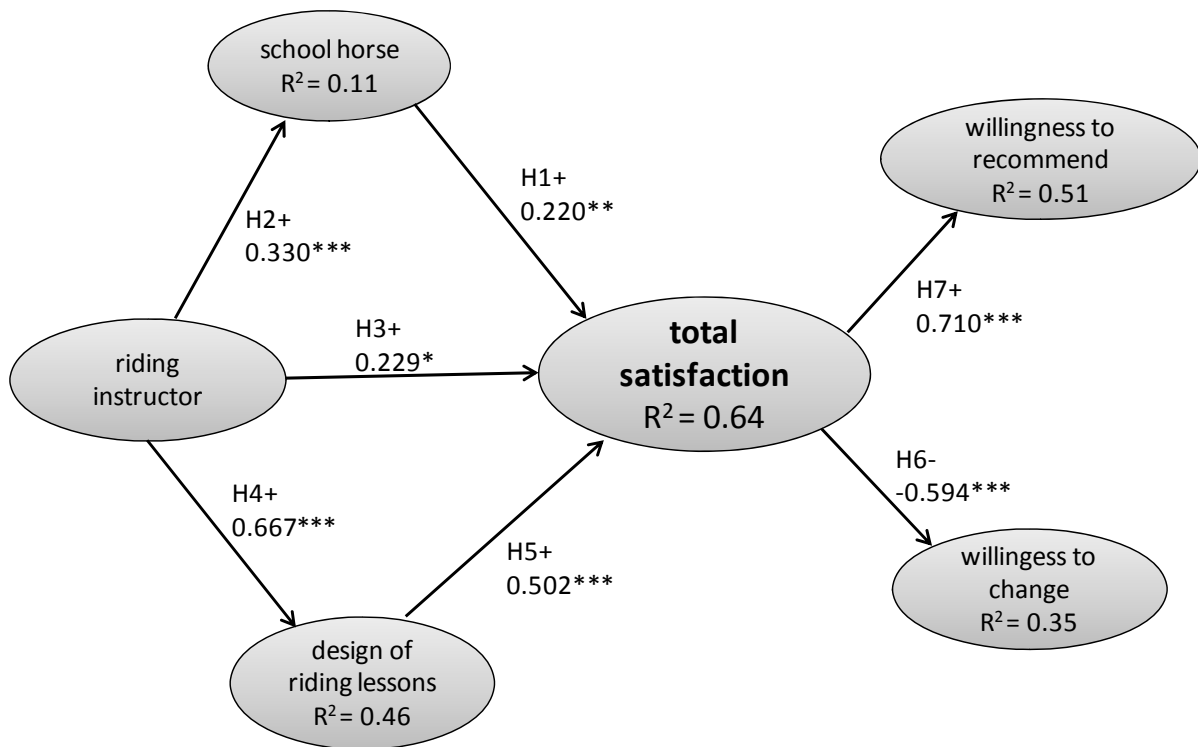 school horse
R² = 0.11
willingness to
recommend
R² = 0.51
H1+
0.220**
H2+
0.330***
H7+
0.710***
H3+
0.229*
total
satisfaction
R² = 0.64
riding
instructor
H6-
-0.594***
H4+
0.667***
H5+
0.502***
willingess to
change
R² = 0.35
design of
riding lessons
R² = 0.46